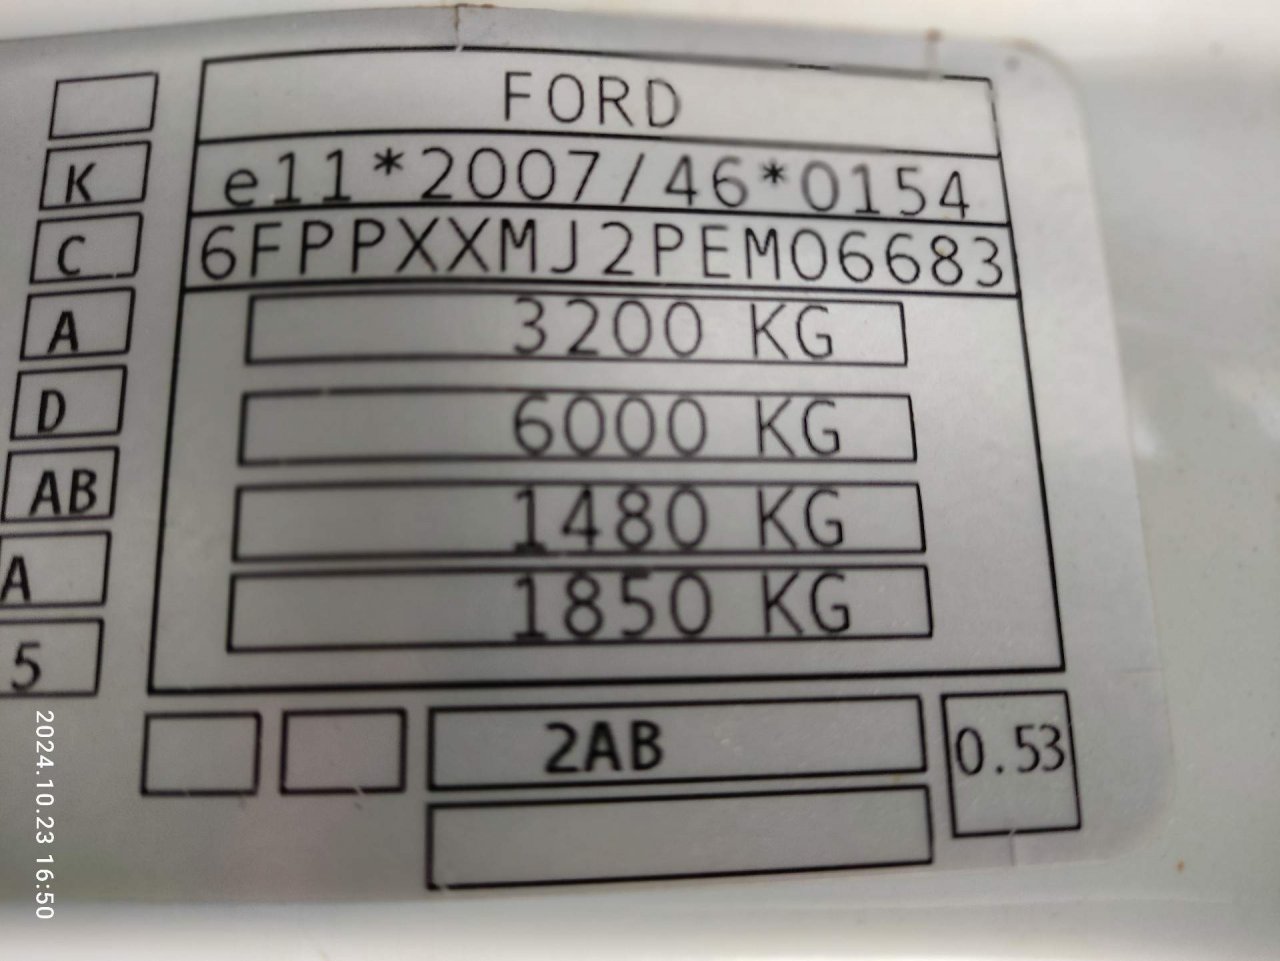 FORD
K
e11*2007/46*0154
C
6FPPXXMJ2PEM06683
A
3200 KG
D
6000 KG
AB
1480 KG
A
1850 KG
5
2AB
0.53
2024.10.23 16:50